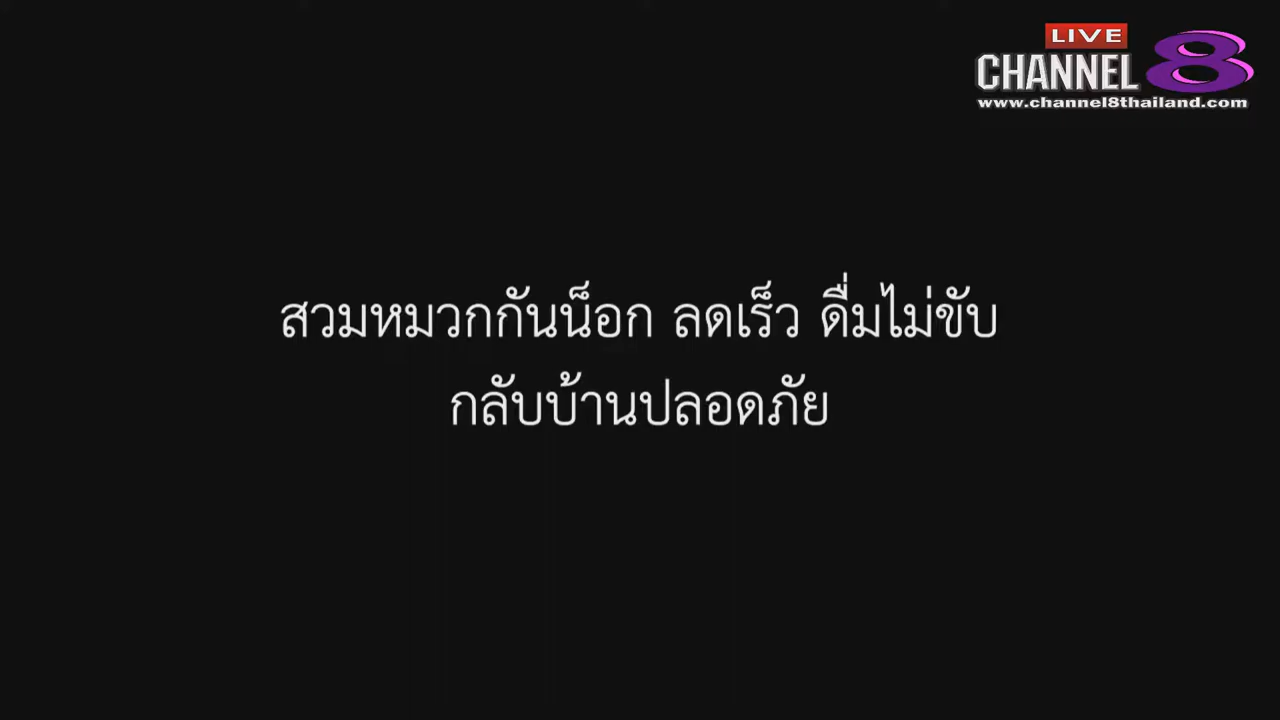 LIVE
CHANNEL 8
www.channel8thailand.com
สวมหมวกกันน็อก ลดเร็ว ดื่มไม่ขับ
กลับบ้านปลอดภัย